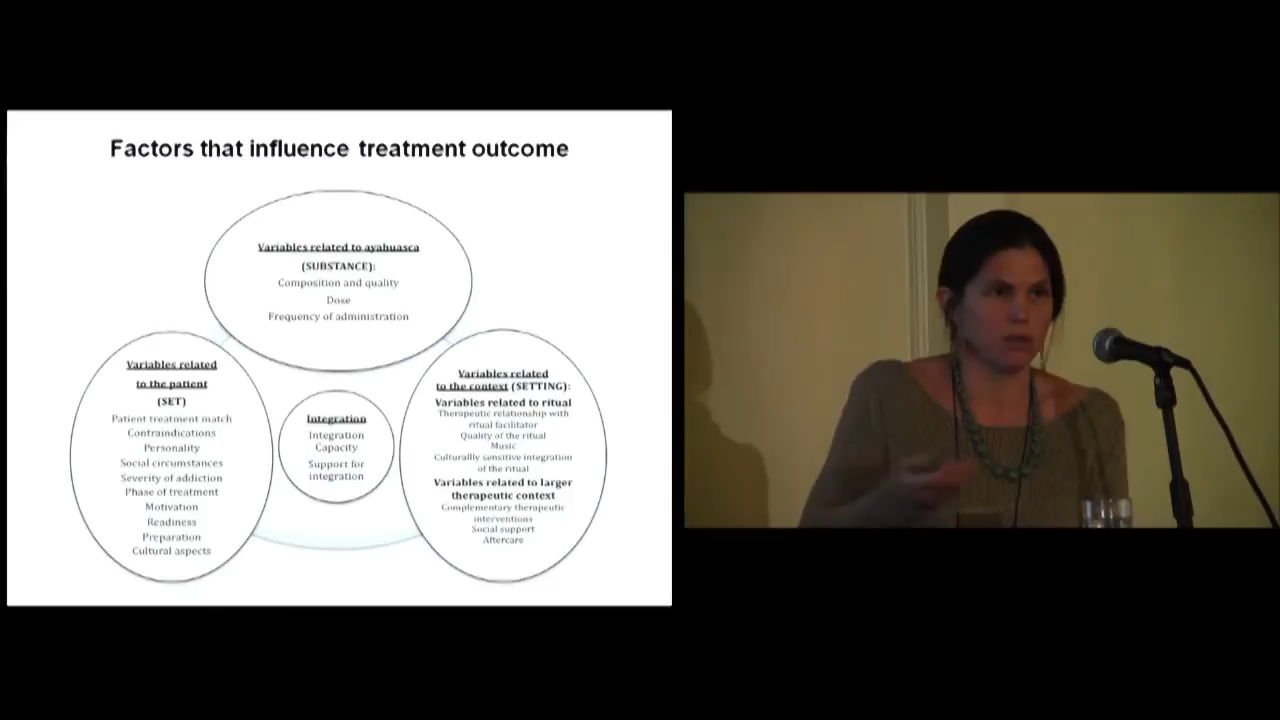 Factors that influence treatment outcome
Variables related to ayahuasca
(SUBSTANCE):
Composition and quality
Dose
Frequency of administration
Variables related
to the patient
(SET)
Patient treatment match
Contraindications
Personality
Social circumstances
Severity of addiction
Phase of treatment
Motivation
Readiness
Preparation
Cultural aspects
Integration
Integration
Capacity
Support for
integration
Variables related
to the context (SETTING):
Variables related to ritual
Therapeutic relationship with
ritual facilitator
Quality of the ritual
Music
Culturallly sensitive integration
of the ritual
Variables related to larger
therapeutic context
Complementary therapeutic
interventions
Social support
Aftercare